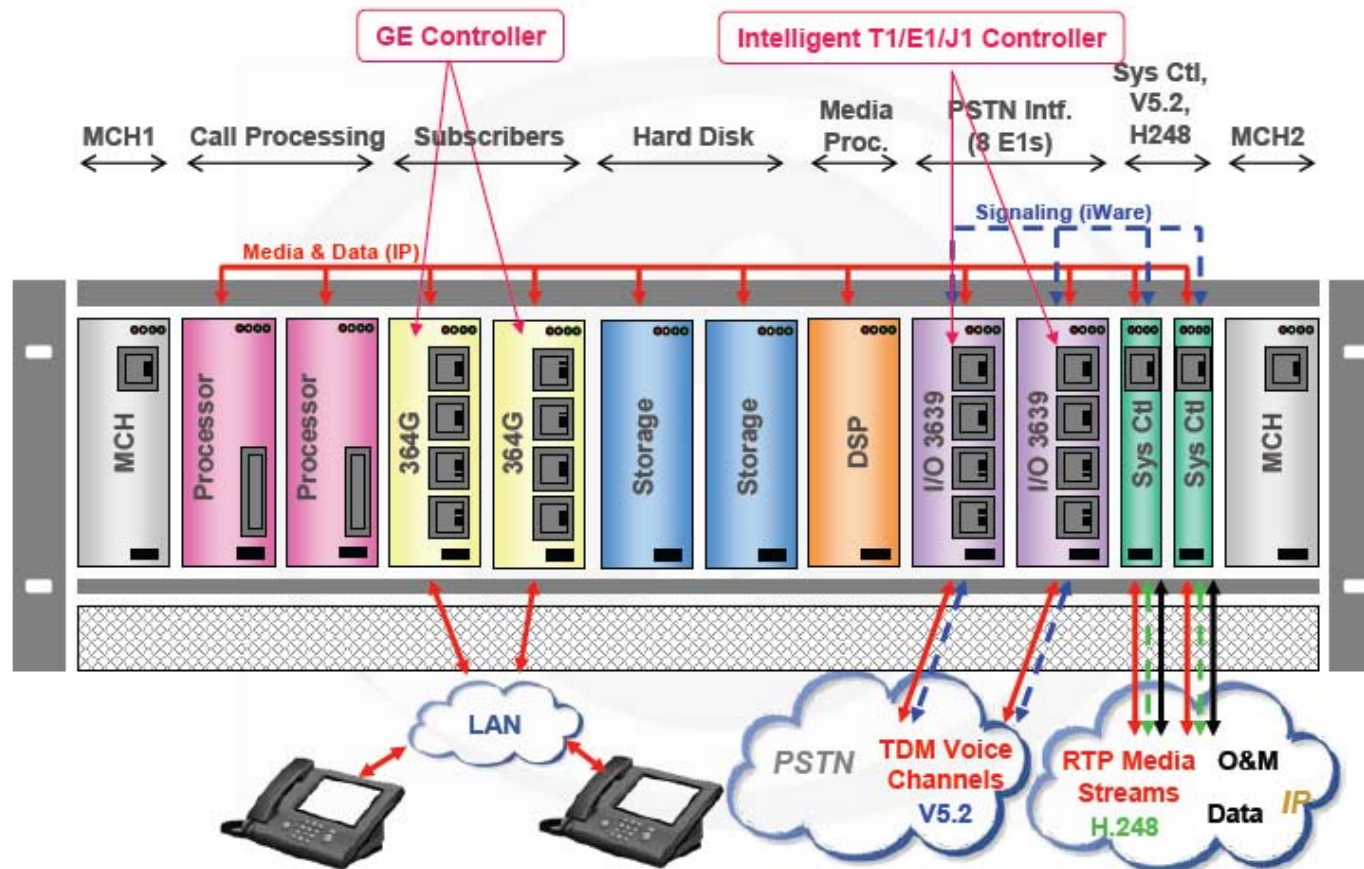 GE Controller
Intelligent T1/E1/J1 Controller
MCH1
Call Processing
Subscribers
Hard Disk
Media
Proc.
PSTN Intf.
(8 E1s)
Sys Ctl,
V5.2,
H248
MCH2
Signaling (iWare)
Media & Data (IP)
MCH
Processor
Processor
364G
364G
Storage
Storage
DSP
I/O 3639
I/O 3639
Sys Ctl
Sys Ctl
MCH
LAN
PSTN
TDM Voice
Channels
V5.2
RTP Media
Streams
H.248
O&M
Data
IP